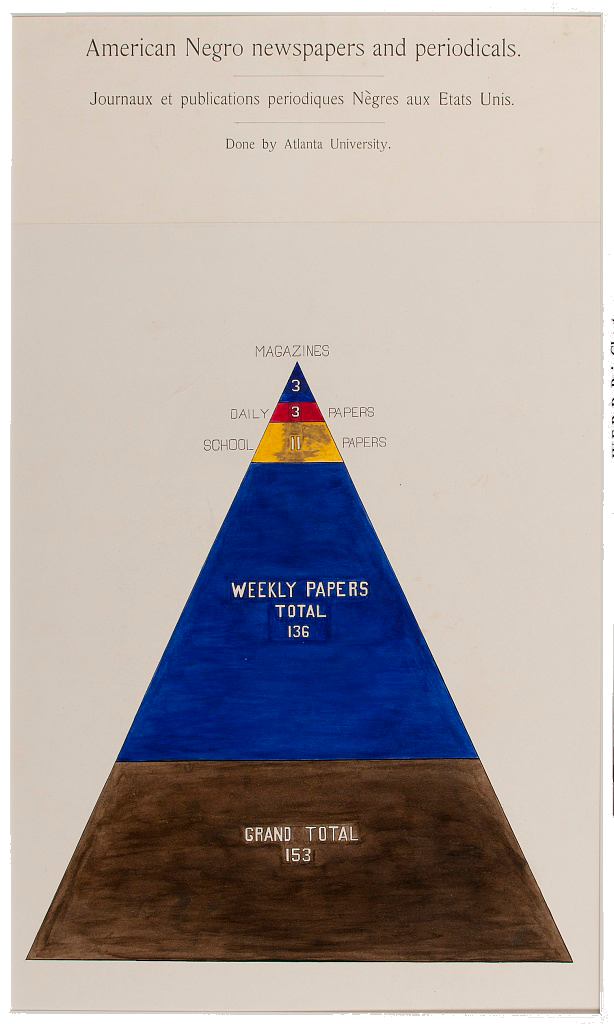 American Negro newspapers and periodicals.
Journaux et publications periodiques Nègres aux Etats Unis.
Done by Atlanta University.
MAGAZINES
3
DAILY 3 PAPERS
SCHOOL 11 PAPERS
WEEKLY PAPERS
TOTAL
136
GRAND TOTAL
153